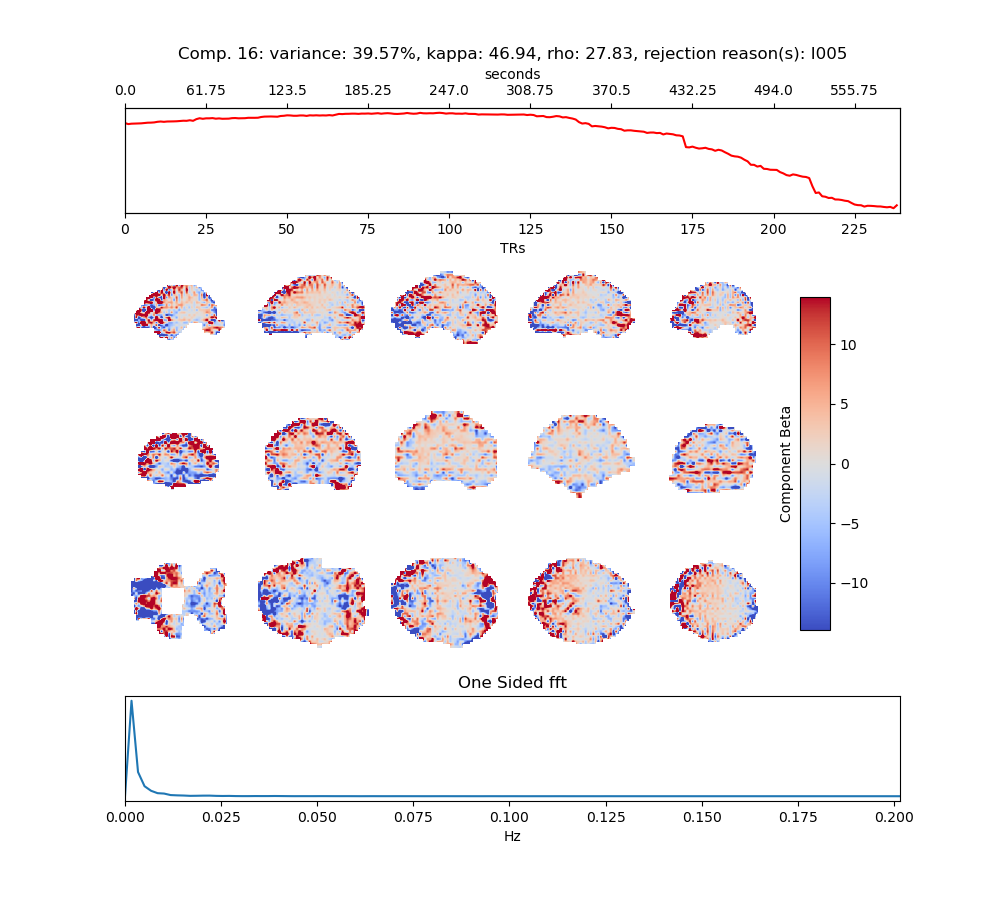 Comp. 16: variance: 39.57%, kappa: 46.94, rho: 27.83, rejection reason(s): I005
seconds
0.0 61.75 123.5 185.25 247.0 308.75 370.5 432.25 494.0 555.75
0 25 50 75 100 125 150 175 200 225
TRs
10
5
0
−5
−10
Component Beta
One Sided fft
0.000 0.025 0.050 0.075 0.100 0.125 0.150 0.175 0.200
Hz